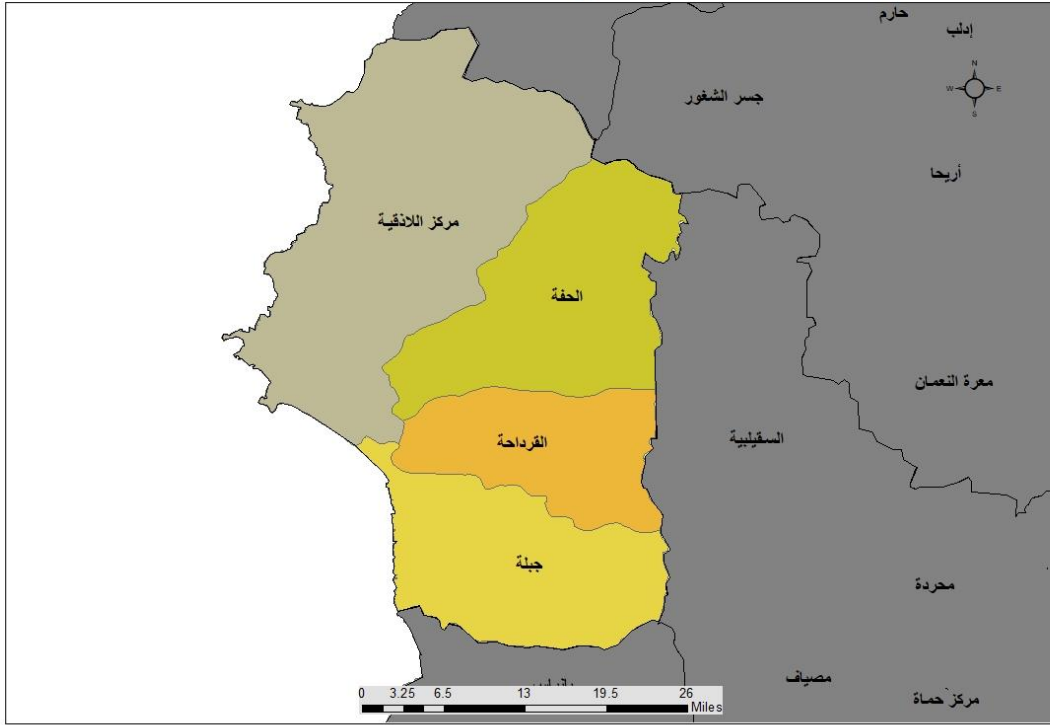 حارم
إدلب
N
W
E
S
جسر الشغور
أريحا
مركز اللاذقية
الحفة
معرة النعمان
القرداحة
السقيلبية
جبلة
محردة
مصياف
مركز حماة
0 3.25 6.5 13 19.5 26
Miles